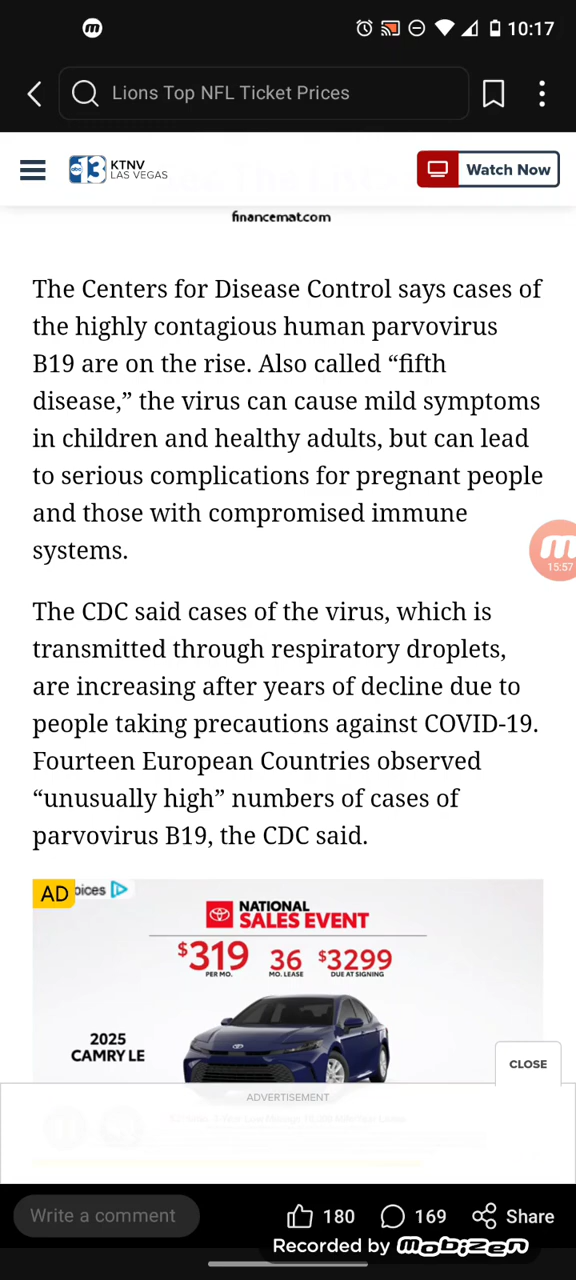 10:17
Lions Top NFL Ticket Prices
abc 13 KTNV
LAS VEGAS
Watch Now
financemat.com
The Centers for Disease Control says cases of
the highly contagious human parvovirus
B19 are on the rise. Also called “fifth
disease,” the virus can cause mild symptoms
in children and healthy adults, but can lead
to serious complications for pregnant people
and those with compromised immune
systems.
m
15:57
The CDC said cases of the virus, which is
transmitted through respiratory droplets,
are increasing after years of decline due to
people taking precautions against COVID-19.
Fourteen European Countries observed
“unusually high” numbers of cases of
parvovirus B19, the CDC said.
AD oices
NATIONAL
SALES EVENT
$319 36 $3299
PER MO. MO. LEASE DUE AT SIGNING
2025
CAMRY LE
CLOSE
ADVERTISEMENT
Write a comment 180 169 Share
Recorded by mobizen